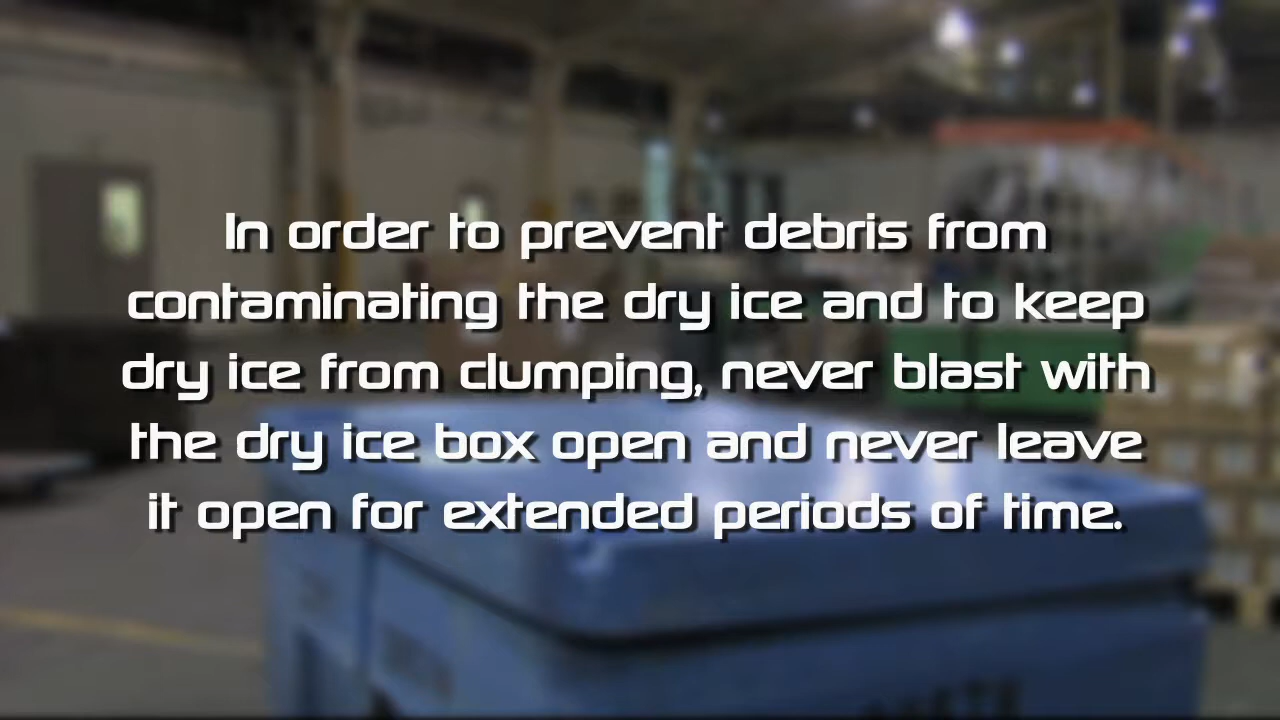 In order to prevent debris from
contaminating the dry ice and to keep
dry ice from clumping, never blast with
the dry ice box open and never leave
it open for extended periods of time.